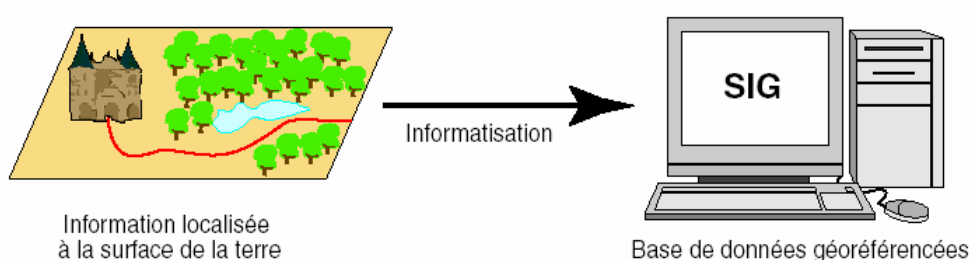 SIG
Informatisation
Information localisée
à la surface de la terre
Base de données géoréférencées